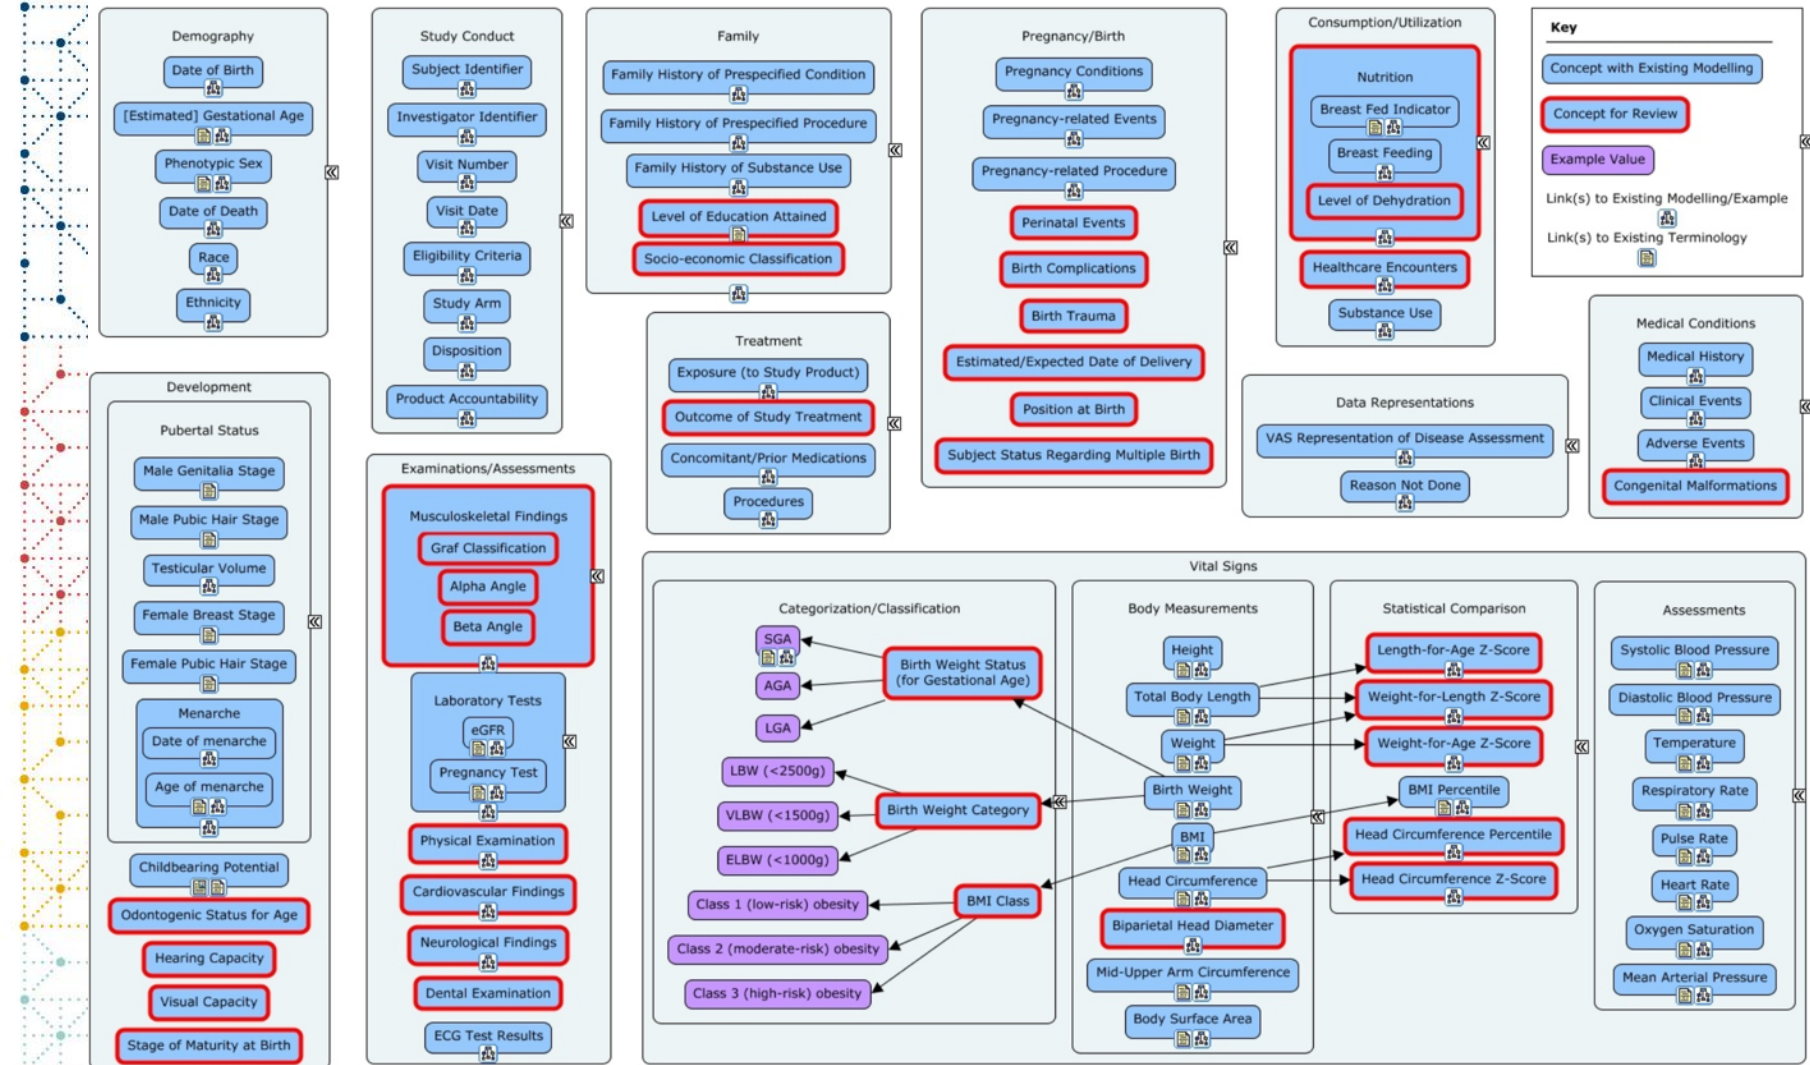 Demography
Date of Birth
[Estimated] Gestational Age
Phenotypic Sex
Date of Death
Race
Ethnicity
Study Conduct
Subject Identifier
Investigator Identifier
Visit Number
Visit Date
Eligibility Criteria
Study Arm
Disposition
Product Accountability
Family
Family History of Prespecified Condition
Family History of Prespecified Procedure
Family History of Substance Use
Level of Education Attained
Socio-economic Classification
Pregnancy/Birth
Pregnancy Conditions
Pregnancy-related Events
Pregnancy-related Procedure
Perinatal Events
Birth Complications
Birth Trauma
Estimated/Expected Date of Delivery
Position at Birth
Subject Status Regarding Multiple Birth
Consumption/Utilization
Nutrition
Breast Fed Indicator
Breast Feeding
Level of Dehydration
Healthcare Encounters
Substance Use
Key
Concept with Existing Modelling
Concept for Review
Example Value
Link(s) to Existing Modelling/Example
Link(s) to Existing Terminology
Treatment
Exposure (to Study Product)
Outcome of Study Treatment
Concomitant/Prior Medications
Procedures
Data Representations
VAS Representation of Disease Assessment
Reason Not Done
Medical Conditions
Medical History
Clinical Events
Adverse Events
Congenital Malformations
Development
Pubertal Status
Male Genitalia Stage
Male Pubic Hair Stage
Testicular Volume
Female Breast Stage
Female Pubic Hair Stage
Menarche
Date of menarche
Age of menarche
Childbearing Potential
Odontogenic Status for Age
Hearing Capacity
Visual Capacity
Stage of Maturity at Birth
Examinations/Assessments
Musculoskeletal Findings
Graf Classification
Alpha Angle
Beta Angle
Laboratory Tests
eGFR
Pregnancy Test
Physical Examination
Cardiovascular Findings
Neurological Findings
Dental Examination
ECG Test Results
Vital Signs
Categorization/Classification
SGA
AGA
LGA
Birth Weight Status
(for Gestational Age)
LBW (<2500g)
VLBW (<1500g)
ELBW (<1000g)
Birth Weight Category
Class 1 (low-risk) obesity
Class 2 (moderate-risk) obesity
Class 3 (high-risk) obesity
BMI Class
Body Measurements
Height
Total Body Length
Weight
Birth Weight
BMI
Head Circumference
Biparietal Head Diameter
Mid-Upper Arm Circumference
Body Surface Area
Statistical Comparison
Length-for-Age Z-Score
Weight-for-Length Z-Score
Weight-for-Age Z-Score
BMI Percentile
Head Circumference Percentile
Head Circumference Z-Score
Assessments
Systolic Blood Pressure
Diastolic Blood Pressure
Temperature
Respiratory Rate
Pulse Rate
Heart Rate
Oxygen Saturation
Mean Arterial Pressure